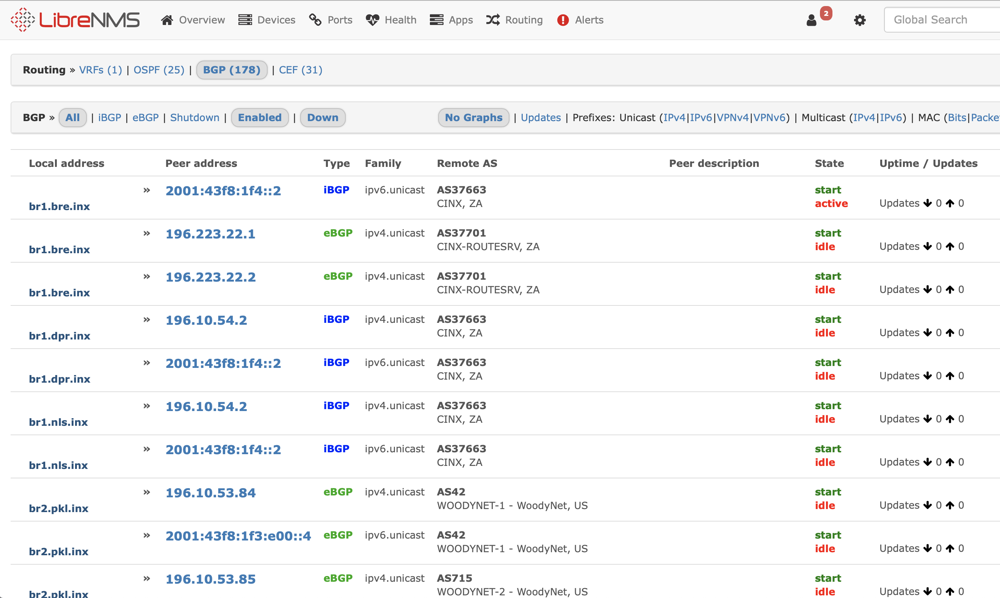 LibreNMS Overview Devices Ports Health Apps Routing Alerts 2 Global Search
Routing » VRFs (1) | OSPF (25) | BGP (178) | CEF (31)
BGP » All | iBGP | eBGP | Shutdown | Enabled | Down No Graphs | Updates | Prefixes: Unicast (IPv4|IPv6|VPNv4|VPNv6) | Multicast (IPv4|IPv6) | MAC (Bits|Packe
Local address Peer address Type Family Remote AS Peer description State Uptime / Updates
» 2001:43f8:1f4::2 iBGP ipv6.unicast AS37663 start
br1.bre.inx CINX, ZA active Updates 0 0
» 196.223.22.1 eBGP ipv4.unicast AS37701 start
br1.bre.inx CINX-ROUTESRV, ZA idle Updates 0 0
» 196.223.22.2 eBGP ipv4.unicast AS37701 start
br1.bre.inx CINX-ROUTESRV, ZA idle Updates 0 0
» 196.10.54.2 iBGP ipv4.unicast AS37663 start
br1.dpr.inx CINX, ZA idle Updates 0 0
» 2001:43f8:1f4::2 iBGP ipv6.unicast AS37663 start
br1.dpr.inx CINX, ZA idle Updates 0 0
» 196.10.54.2 iBGP ipv4.unicast AS37663 start
br1.nls.inx CINX, ZA idle Updates 0 0
» 2001:43f8:1f4::2 iBGP ipv6.unicast AS37663 start
br1.nls.inx CINX, ZA idle Updates 0 0
» 196.10.53.84 eBGP ipv4.unicast AS42 start
br2.pkl.inx WOODYNET-1 - WoodyNet, US idle Updates 0 0
» 2001:43f8:1f3:e00::4 eBGP ipv6.unicast AS42 start
br2.pkl.inx WOODYNET-1 - WoodyNet, US idle Updates 0 0
» 196.10.53.85 eBGP ipv4.unicast AS715 start
br2.pkl.inx WOODYNET-2 - WoodyNet, US idle Updates 0 0